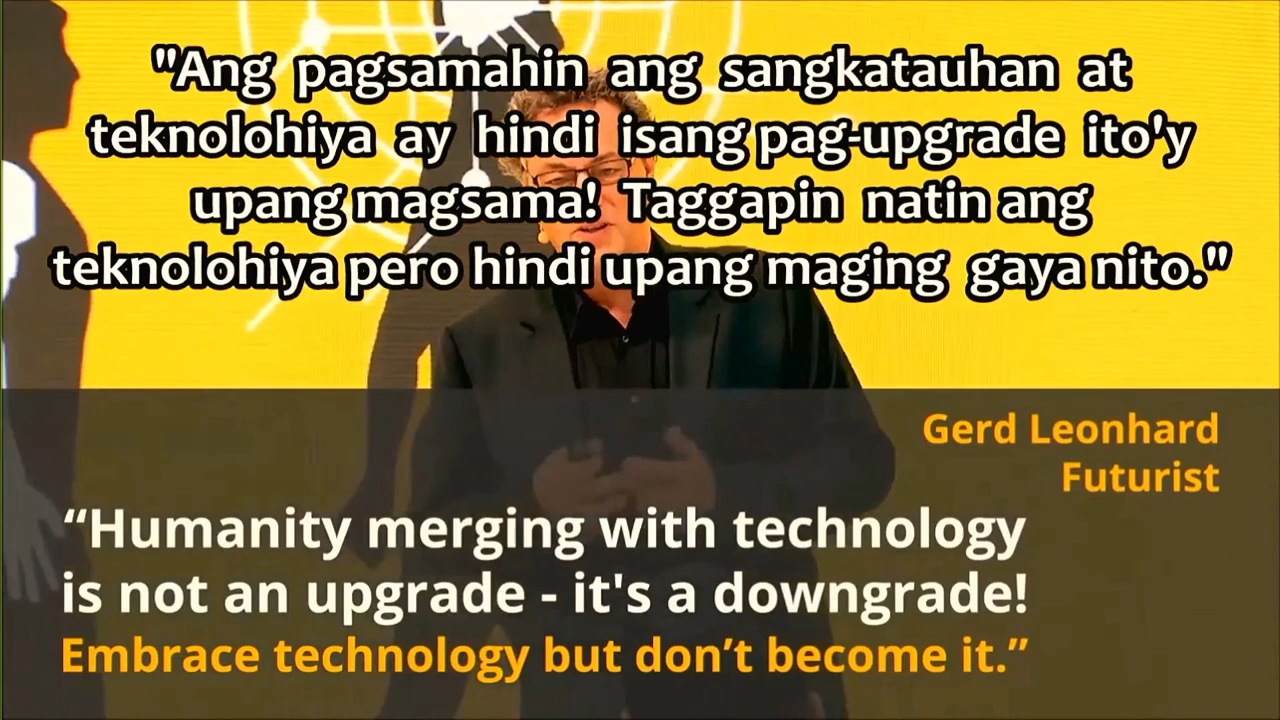 "Ang pagsamahin ang sangkatauhan at
teknolohiya ay hindi isang pag-upgrade ito'y
upang magsama! Taggapin natin ang
teknolohiya pero hindi upang maging gaya nito."
Gerd Leonhard
Futurist
“Humanity merging with technology
is not an upgrade - it's a downgrade!
Embrace technology but don’t become it.”